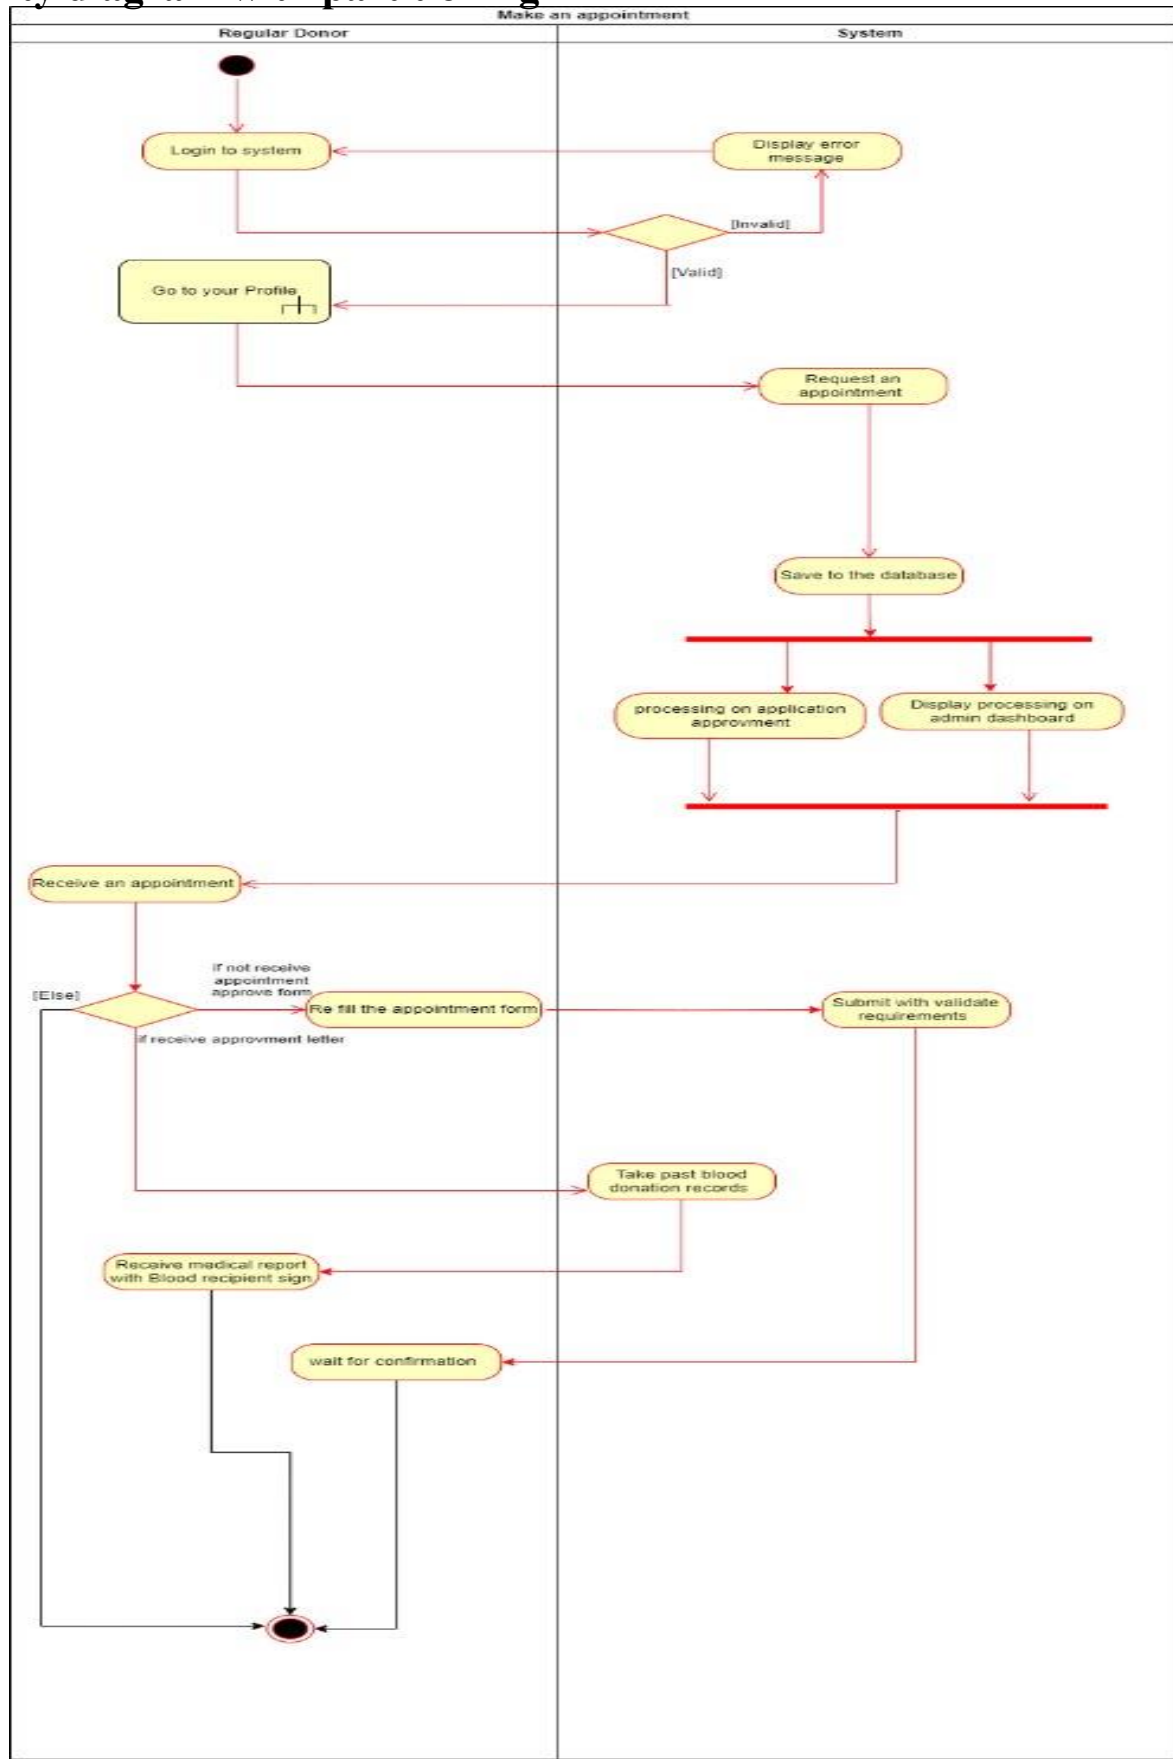 Make an appointment
Regular Donor
System
Login to system
Display error
message
[Invalid]
[Valid]
Go to your Profile
Request an
appointment
Save to the database
processing on application
approvment
Display processing on
admin dashboard
Receive an appointment
[Else]
if not receive
appointment
approve form
Re fill the appointment form
Submit with validate
requirements
if receive approvment letter
Take past blood
donation records
Receive medical report
with Blood recipient sign
wait for confirmation